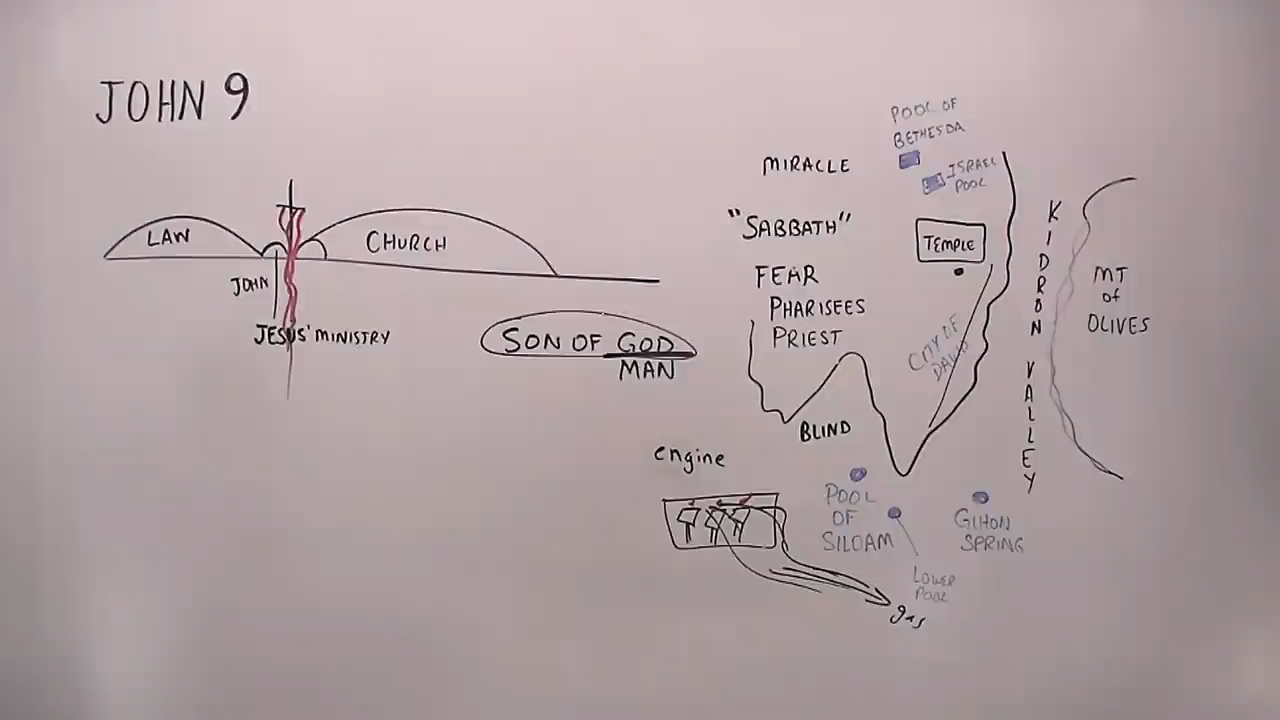 JOHN 9
LAW
CHURCH
JOHN
JESUS' MINISTRY
SON OF GOD
MAN
MIRACLE
"SABBATH"
FEAR
PHARISEES
PRIEST
BLIND
POOL OF
BETHESDA
ISRAEL
POOL
TEMPLE
CITY OF
DAVID
KIDRON VALLEY
MT
of
OLIVES
engine
gas
POOL
OF
SILOAM
LOWER
POOL
GIHON
SPRING